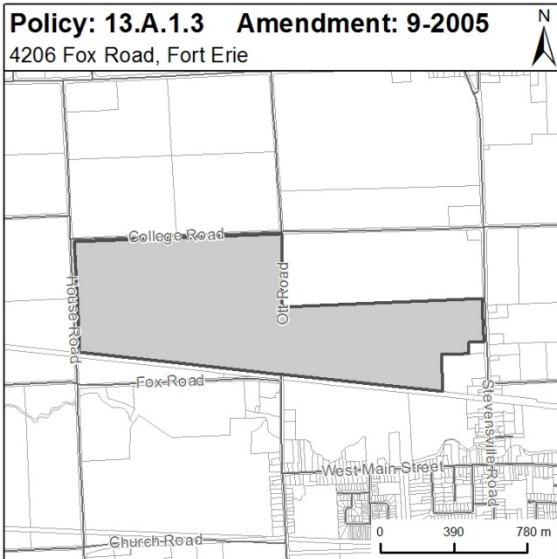 Policy: 13.A.1.3 Amendment: 9-2005
4206 Fox Road, Fort Erie
N
College Road
House Road
Ott Road
Fox Road
Stevensville Road
West Main Street
Church Road
0 390 780 m